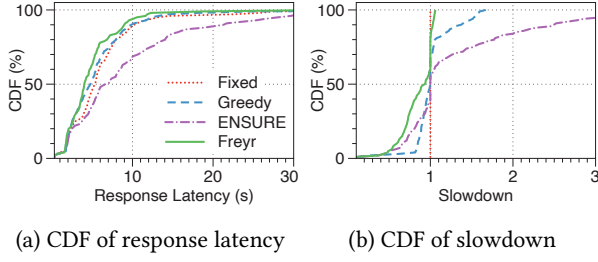 100
50
0
CDF (%)
0
10
20
30
Response Latency (s)
Fixed
Greedy
ENSURE
Freyr
100
50
0
CDF (%)
1
2
3
Slowdown
(a) CDF of response latency
(b) CDF of slowdown